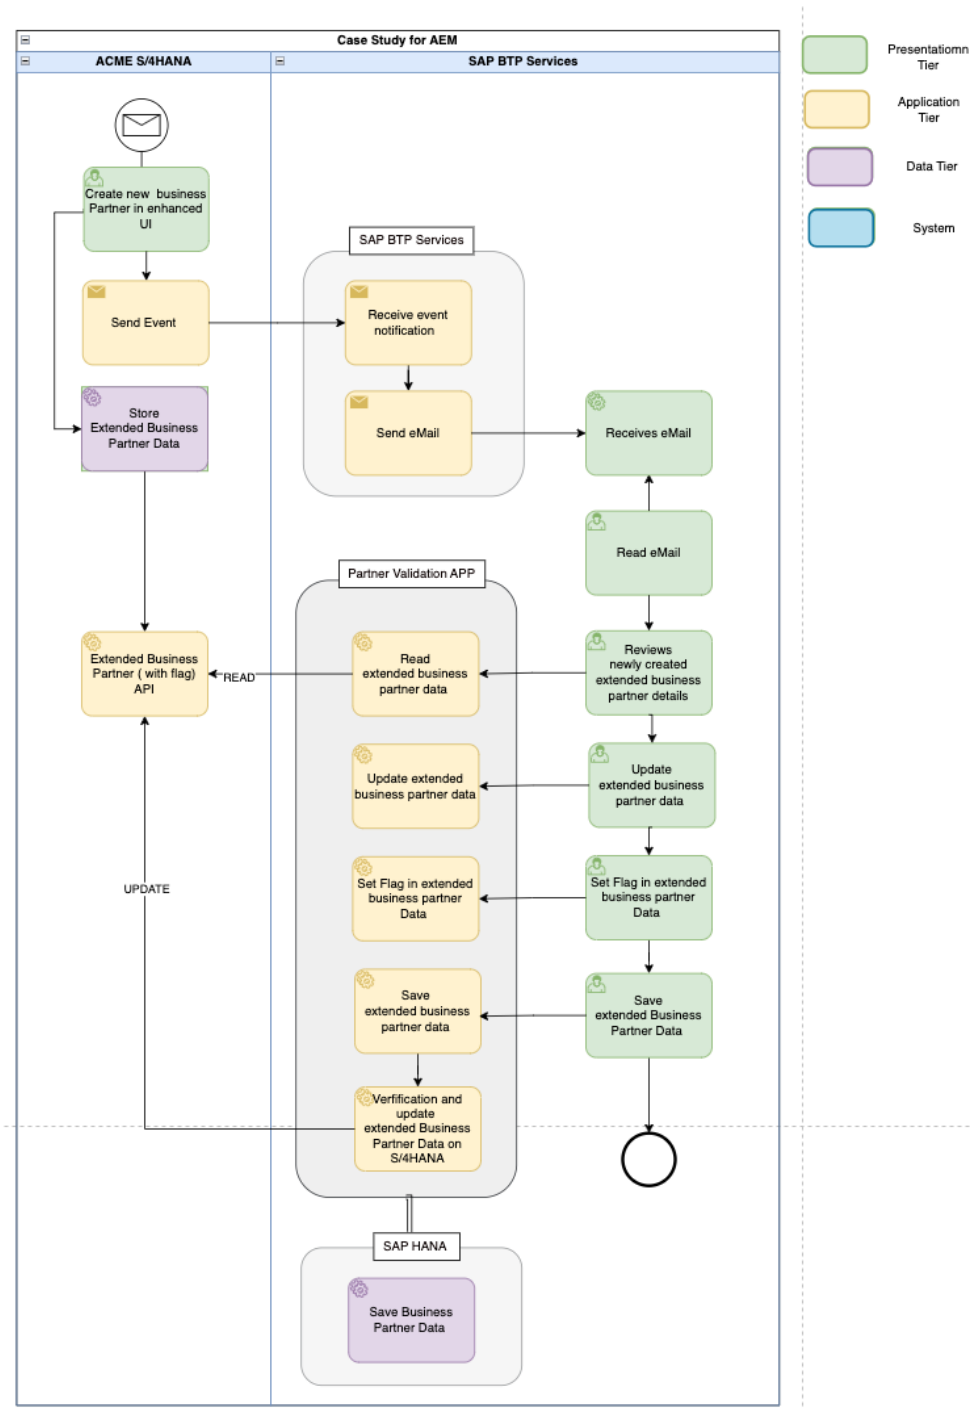 Case Study for AEM
ACME S/4HANA
SAP BTP Services
Presentatiomn
Tier
Application
Tier
Data Tier
System
Create new business
Partner in enhanced
UI
Send Event
Store
Extended Business
Partner Data
SAP BTP Services
Receive event
notification
Send eMail
Receives eMail
Read eMail
Partner Validation APP
Extended Business
Partner ( with flag)
API
READ
Read
extended business
partner data
Reviews
newly created
extended business
partner details
Update extended
business partner data
Update
extended business
partner data
UPDATE
Set Flag in extended
business partner
Data
Set Flag in extended
business partner
Data
Save
extended business
partner data
Save
extended Business
Partner Data
Verfification and
update
extended Business
Partner Data on
S/4HANA
SAP HANA
Save Business
Partner Data